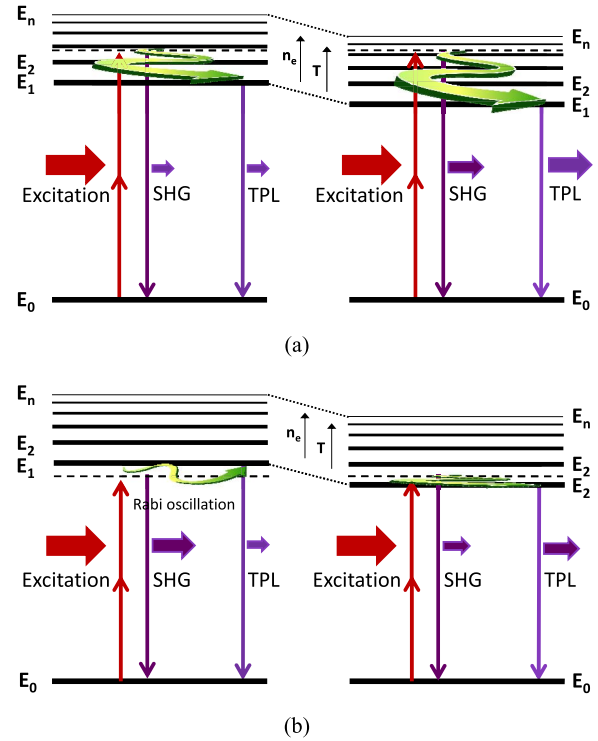 Eₙ
E₂
E₁
nₑ
T
Eₙ
E₂
E₁
Excitation
SHG
TPL
Excitation
SHG
TPL
E₀
E₀
(a)
Eₙ
E₂
E₁
nₑ
T
Eₙ
E₂
E₂
Rabi oscillation
Excitation
SHG
TPL
Excitation
SHG
TPL
E₀
E₀
(b)